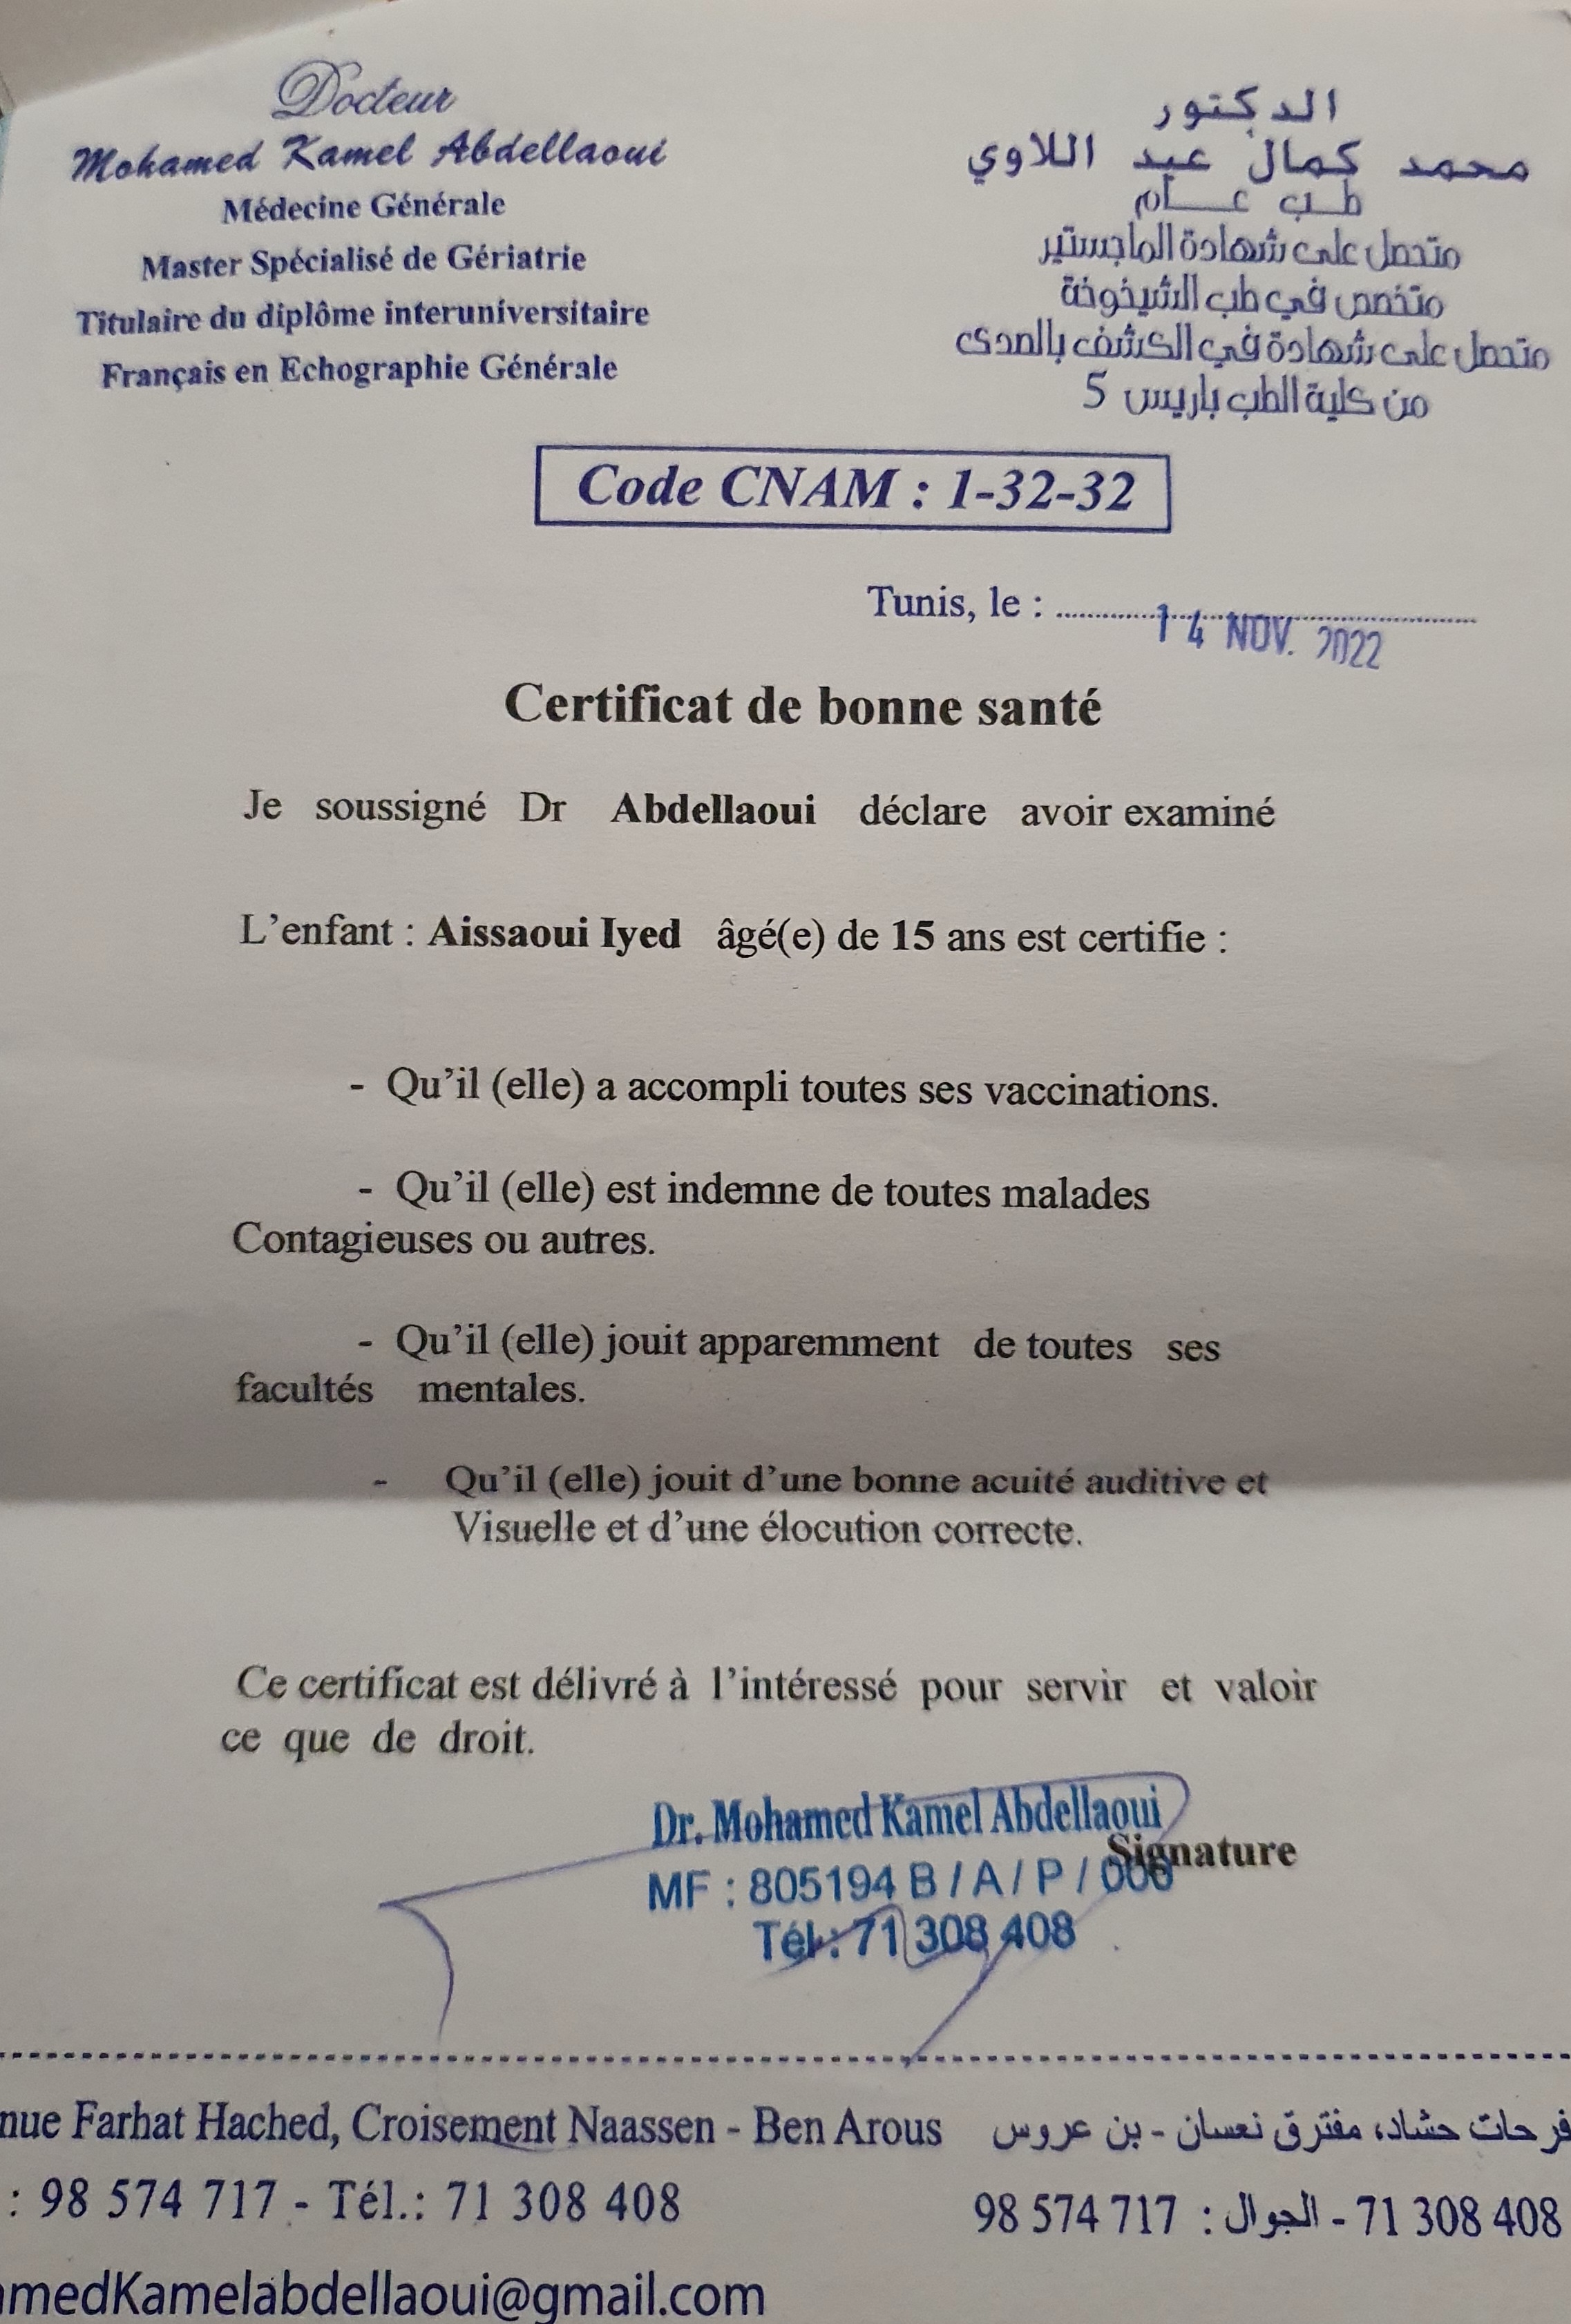 Docteur
Mohamed Kamel Abdellaoui
Médecine Générale
Master Spécialisé de Gériatrie
Titulaire du diplôme interuniversitaire
Français en Echographie Générale
الدكتور
محمد كمال عبد اللاوي
طب عــــام
متحصل على شهادة الماجستير
متخصص في طب الشيخوخة
متحصل على شهادة في الكشف بالصدى
من كلية الطب باريس 5
Code CNAM : 1-32-32
Tunis, le : 14 NOV. 2022
Certificat de bonne santé
Je soussigné Dr Abdellaoui déclare avoir examiné
L'enfant : Aissaoui Iyed âgé(e) de 15 ans est certifie :
- Qu'il (elle) a accompli toutes ses vaccinations.
- Qu'il (elle) est indemne de toutes malades
Contagieuses ou autres.
- Qu'il (elle) jouit apparemment de toutes ses
facultés mentales.
- Qu'il (elle) jouit d'une bonne acuité auditive et
Visuelle et d'une élocution correcte.
Ce certificat est délivré à l'intéressé pour servir et valoir
ce que de droit.
Dr. Mohamed Kamel Abdellaoui
Signature
MF : 805194 B / A / P / 000
Tél.: 71 308 408
nue Farhat Hached, Croisement Naassen - Ben Arous
فرحات حشاد، مفترق نعسان - بن عروس
: 98 574 717 - Tél.: 71 308 408
71 308 408 - الجوال : 98 574 717
amedKamelabdellaoui@gmail.com